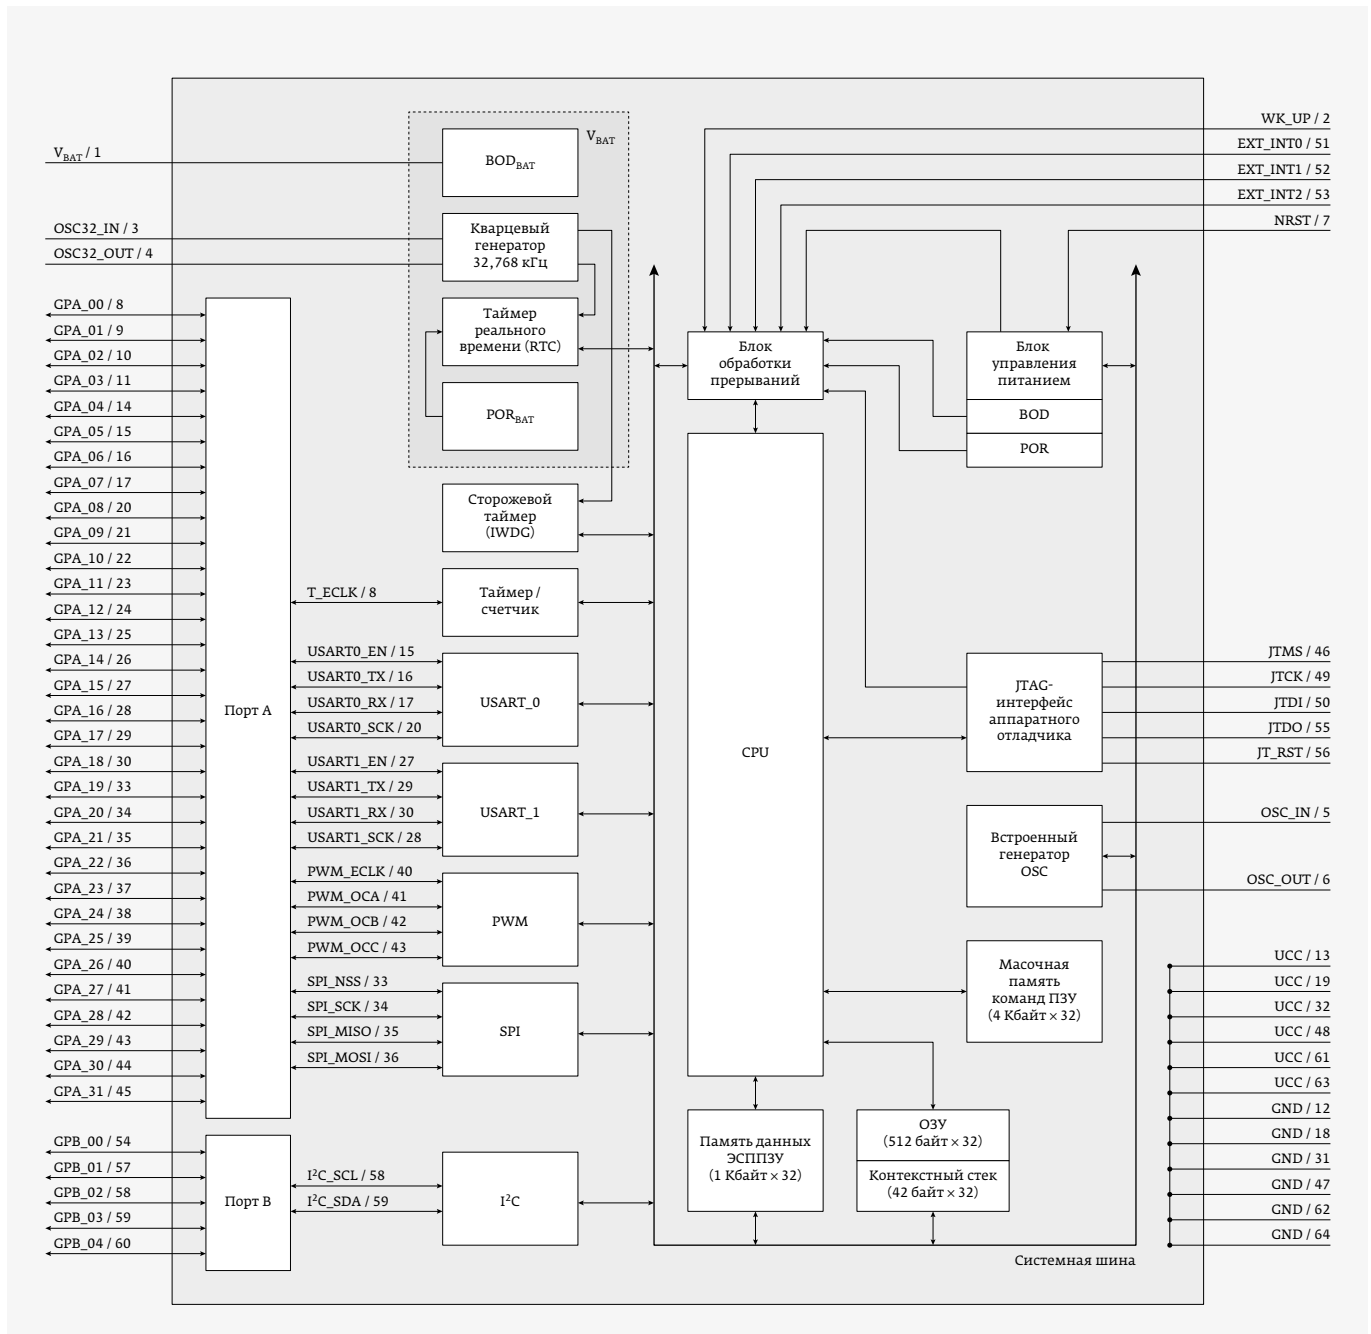 V_BAT / 1
OSC32_IN / 3
OSC32_OUT / 4
GPA_00 / 8
GPA_01 / 9
GPA_02 / 10
GPA_03 / 11
GPA_04 / 14
GPA_05 / 15
GPA_06 / 16
GPA_07 / 17
GPA_08 / 20
GPA_09 / 21
GPA_10 / 22
GPA_11 / 23
GPA_12 / 24
GPA_13 / 25
GPA_14 / 26
GPA_15 / 27
GPA_16 / 28
GPA_17 / 29
GPA_18 / 30
GPA_19 / 33
GPA_20 / 34
GPA_21 / 35
GPA_22 / 36
GPA_23 / 37
GPA_24 / 38
GPA_25 / 39
GPA_26 / 40
GPA_27 / 41
GPA_28 / 42
GPA_29 / 43
GPA_30 / 44
GPA_31 / 45
GPB_00 / 54
GPB_01 / 57
GPB_02 / 58
GPB_03 / 59
GPB_04 / 60
Порт A
Порт B
T_ECLK / 8
USART0_EN / 15
USART0_TX / 16
USART0_RX / 17
USART0_SCK / 20
USART1_EN / 27
USART1_TX / 29
USART1_RX / 30
USART1_SCK / 28
PWM_ECLK / 40
PWM_OCA / 41
PWM_OCB / 42
PWM_OCC / 43
SPI_NSS / 33
SPI_SCK / 34
SPI_MISO / 35
SPI_MOSI / 36
I²C_SCL / 58
I²C_SDA / 59
V_BAT
BOD_BAT
Кварцевый
генератор
32,768 кГц
Таймер
реального
времени (RTC)
POR_BAT
Сторожевой
таймер
(IWDG)
Таймер /
счетчик
USART_0
USART_1
PWM
SPI
I²C
Блок
обработки
прерываний
CPU
Память данных
ЭСППЗУ
(1 Кбайт × 32)
ОЗУ
(512 байт × 32)
Контекстный стек
(42 байт × 32)
Системная шина
Блок
управления
питанием
BOD
POR
JTAG-
интерфейс
аппаратного
отладчика
Встроенный
генератор
OSC
Масочная
память
команд ПЗУ
(4 Кбайт × 32)
WK_UP / 2
EXT_INT0 / 51
EXT_INT1 / 52
EXT_INT2 / 53
NRST / 7
JTMS / 46
JTCK / 49
JTDI / 50
JTDO / 55
JT_RST / 56
OSC_IN / 5
OSC_OUT / 6
UCC / 13
UCC / 19
UCC / 32
UCC / 48
UCC / 61
UCC / 63
GND / 12
GND / 18
GND / 31
GND / 47
GND / 62
GND / 64